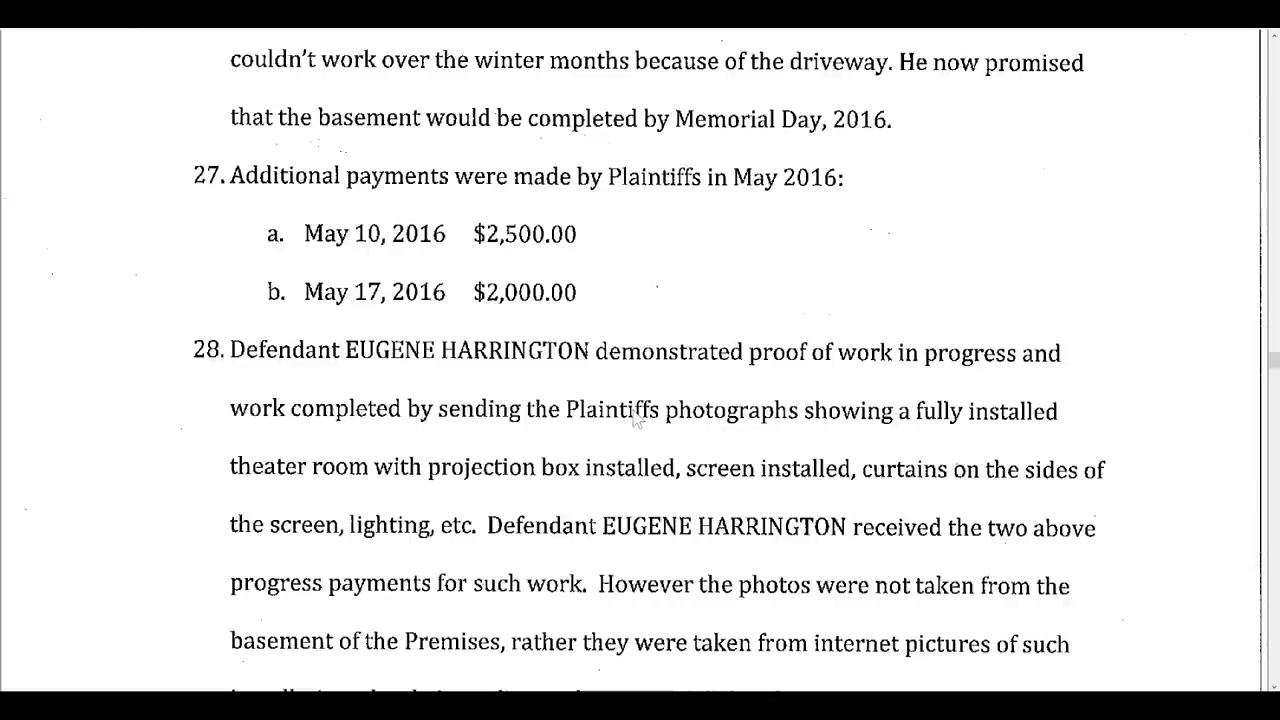 couldn't work over the winter months because of the driveway. He now promised
that the basement would be completed by Memorial Day, 2016.
27. Additional payments were made by Plaintiffs in May 2016:
a. May 10, 2016 $2,500.00
b. May 17, 2016 $2,000.00
28. Defendant EUGENE HARRINGTON demonstrated proof of work in progress and
work completed by sending the Plaintiffs photographs showing a fully installed
theater room with projection box installed, screen installed, curtains on the sides of
the screen, lighting, etc. Defendant EUGENE HARRINGTON received the two above
progress payments for such work. However the photos were not taken from the
basement of the Premises, rather they were taken from internet pictures of such